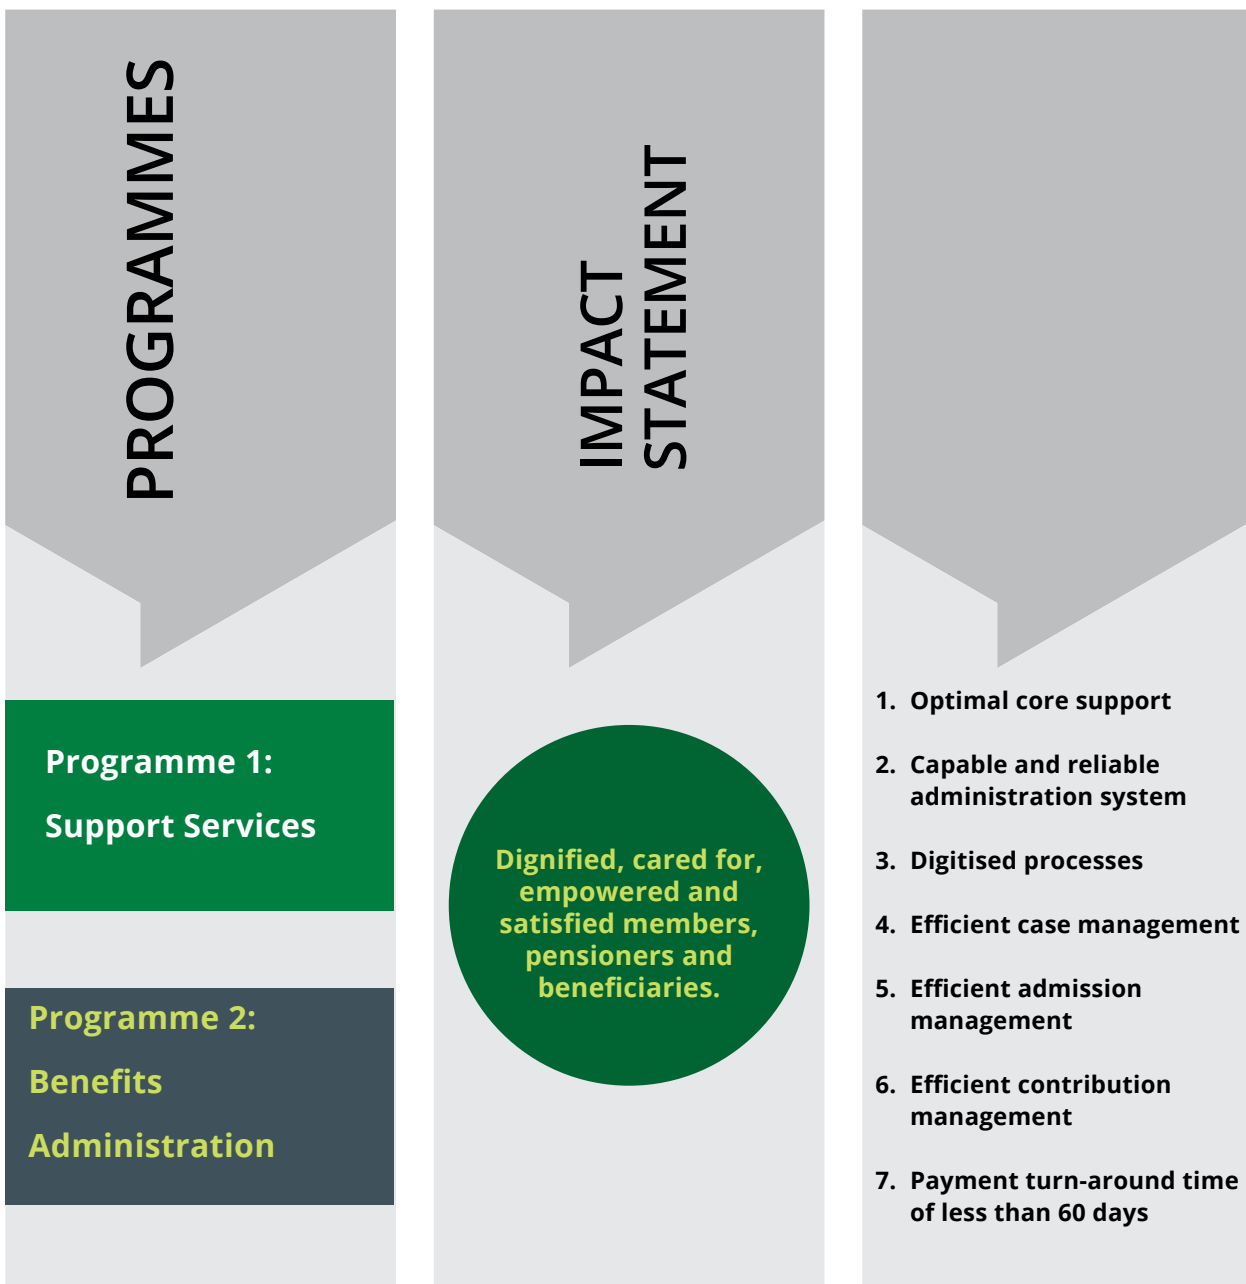 PROGRAMMES
Programme 1:
Support Services
Programme 2:
Benefits
Administration
IMPACT
STATEMENT
Dignified, cared for,
empowered and
satisfied members,
pensioners and
beneficiaries.
1. Optimal core support
2. Capable and reliable
administration system
3. Digitised processes
4. Efficient case management
5. Efficient admission
management
6. Efficient contribution
management
7. Payment turn-around time
of less than 60 days